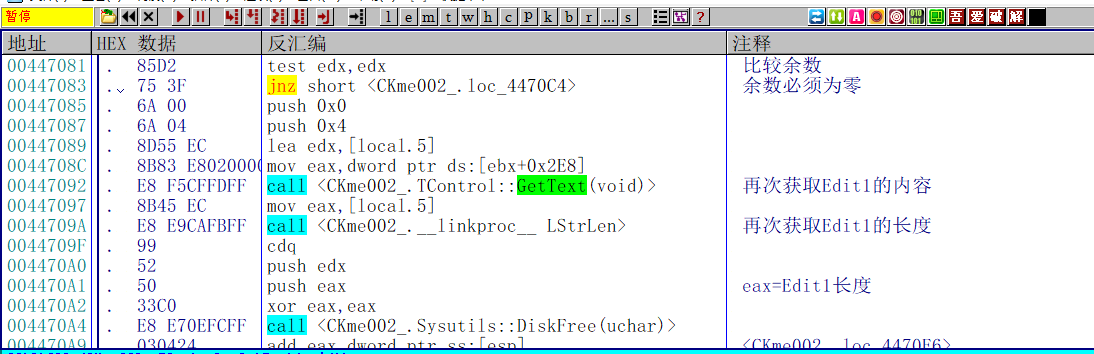 暂停 l e m t w h c p k b r ... s ? 吾 爱 破 解
地址 HEX 数据 反汇编 注释
00447081 . 85D2 test edx,edx 比较余数
00447083 .⌄ 75 3F jnz short <CKme002_.loc_4470C4> 余数必须为零
00447085 . 6A 00 push 0x0
00447087 . 6A 04 push 0x4
00447089 . 8D55 EC lea edx,[local.5]
0044708C . 8B83 E8020000 mov eax,dword ptr ds:[ebx+0x2E8]
00447092 . E8 F5CFFDFF call <CKme002_.TControl::GetText(void)> 再次获取Edit1的内容
00447097 . 8B45 EC mov eax,[local.5]
0044709A . E8 E9CAFBFF call <CKme002_.__linkproc__ LStrLen> 再次获取Edit1的长度
0044709F . 99 cdq
004470A0 . 52 push edx
004470A1 . 50 push eax eax=Edit1长度
004470A2 . 33C0 xor eax,eax
004470A4 . E8 E70EFCFF call <CKme002_.Sysutils::DiskFree(uchar)>
004470A9 . 030424 add eax,dword ptr ss:[esp] <CKme002_.loc_4470E6>